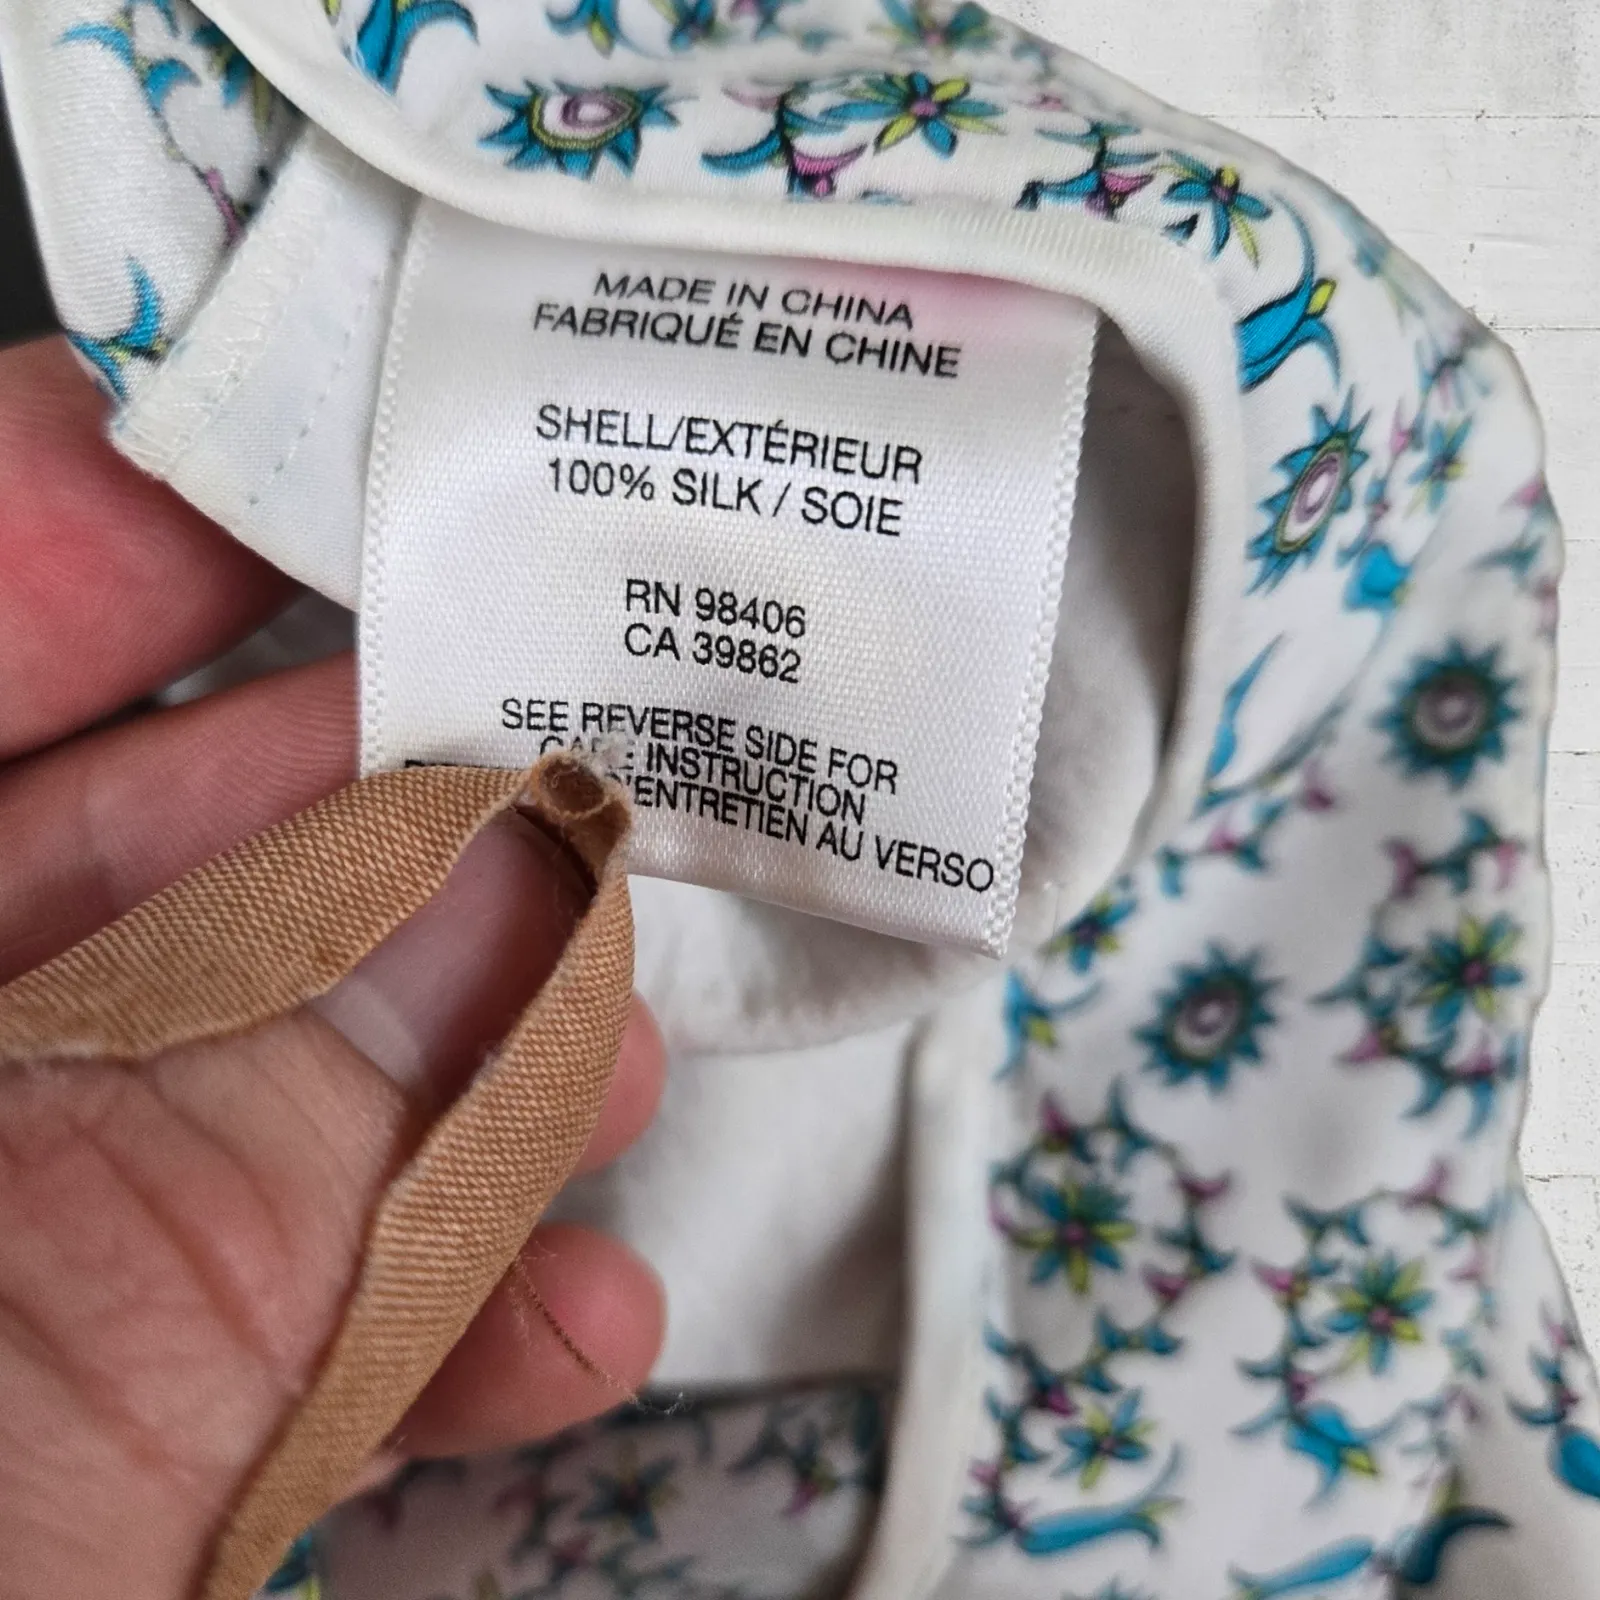 MADE IN CHINA
FABRIQUÉ EN CHINE
SHELL/EXTÉRIEUR
100% SILK / SOIE
RN 98406
CA 39862
SEE REVERSE SIDE FOR
INSTRUCTION
D'ENTRETIEN AU VERSO